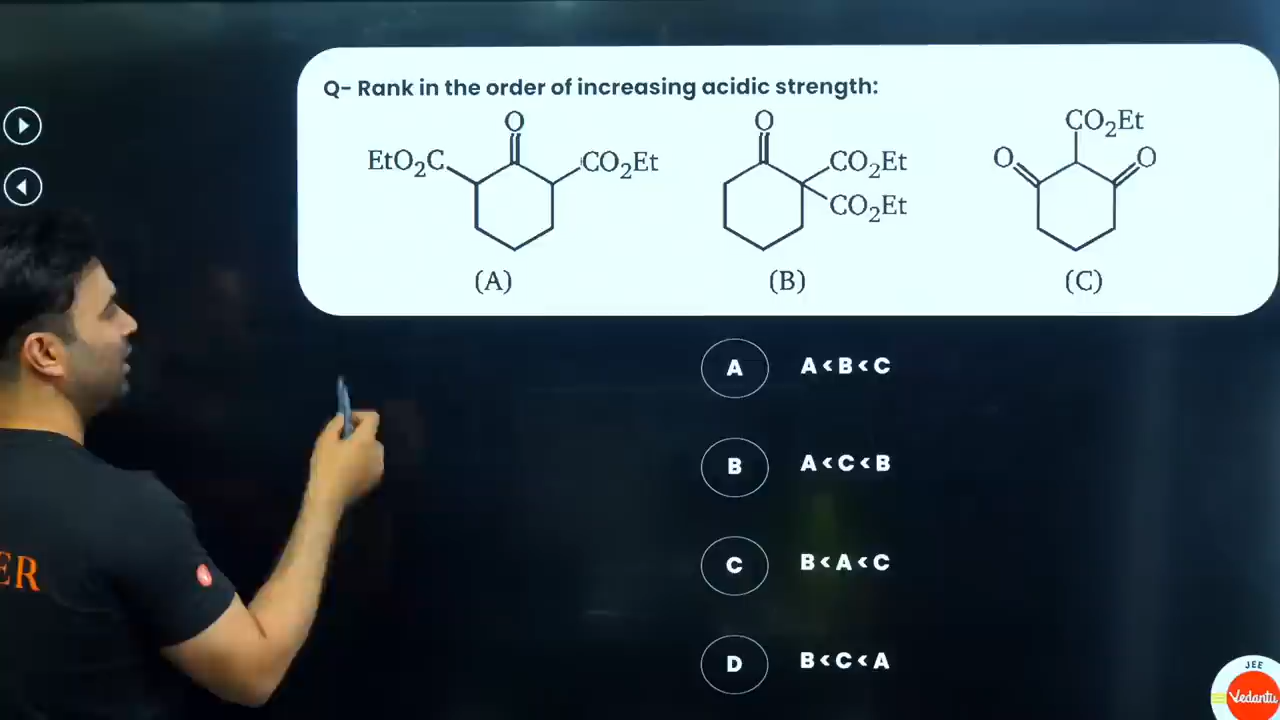 Q- Rank in the order of increasing acidic strength:
O
EtO₂C
CO₂Et
(A)
O
CO₂Et
CO₂Et
(B)
CO₂Et
O
O
(C)
A A < B < C
B A < C < B
C B < A < C
D B < C < A
ER
JEE
Vedantu